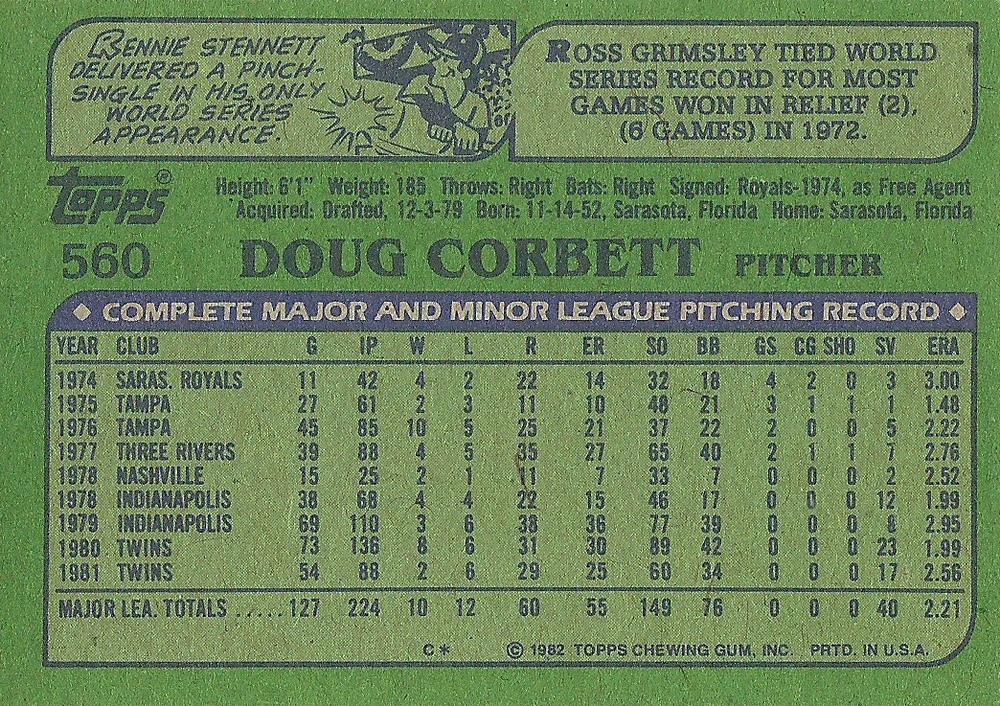 RENNIE STENNETT
DELIVERED A PINCH-
SINGLE IN HIS ONLY
WORLD SERIES
APPEARANCE.
ROSS GRIMSLEY TIED WORLD
SERIES RECORD FOR MOST
GAMES WON IN RELIEF (2),
(6 GAMES) IN 1972.
TOPPS®
Height: 6'1" Weight: 185 Throws: Right Bats: Right Signed: Royals-1974, as Free Agent
Acquired: Drafted, 12-3-79 Born: 11-14-52, Sarasota, Florida Home: Sarasota, Florida
560 DOUG CORBETT PITCHER
COMPLETE MAJOR AND MINOR LEAGUE PITCHING RECORD
YEAR CLUB G IP W L R ER SO BB GS CG SHO SV ERA
1974 SARAS. ROYALS 11 42 4 2 22 14 32 18 4 2 0 3 3.00
1975 TAMPA 27 61 2 3 11 10 48 21 3 1 1 1 1.48
1976 TAMPA 45 85 10 5 25 21 37 22 2 0 0 5 2.22
1977 THREE RIVERS 39 88 4 5 35 27 65 40 2 1 1 7 2.76
1978 NASHVILLE 15 25 2 1 11 7 33 7 0 0 0 2 2.52
1978 INDIANAPOLIS 38 68 4 4 22 15 46 17 0 0 0 12 1.99
1979 INDIANAPOLIS 69 110 3 6 38 36 77 39 0 0 0 8 2.95
1980 TWINS 73 136 8 6 31 30 89 42 0 0 0 23 1.99
1981 TWINS 54 88 2 6 29 25 60 34 0 0 0 17 2.56
MAJOR LEA. TOTALS ..... 127 224 10 12 60 55 149 76 0 0 0 40 2.21
C* © 1982 TOPPS CHEWING GUM, INC. PRTD. IN U.S.A.